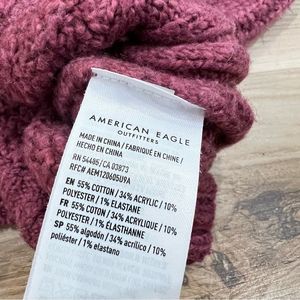 AMERICAN EAGLE
OUTFITTERS
MADE IN CHINA / FABRIQUÉ EN CHINE /
HECHO EN CHINA
RN 54485/CA 03873
RFC# AEM120605U9A
EN 55% COTTON / 34% ACRYLIC / 10%
POLYESTER / 1% ELASTANE
FR 55% COTON / 34% ACRYLIQUE / 10%
POLYESTER / 1% ÉLASTHANNE
SP 55% algodón / 34% acrílico / 10%
poliéster / 1% elastano